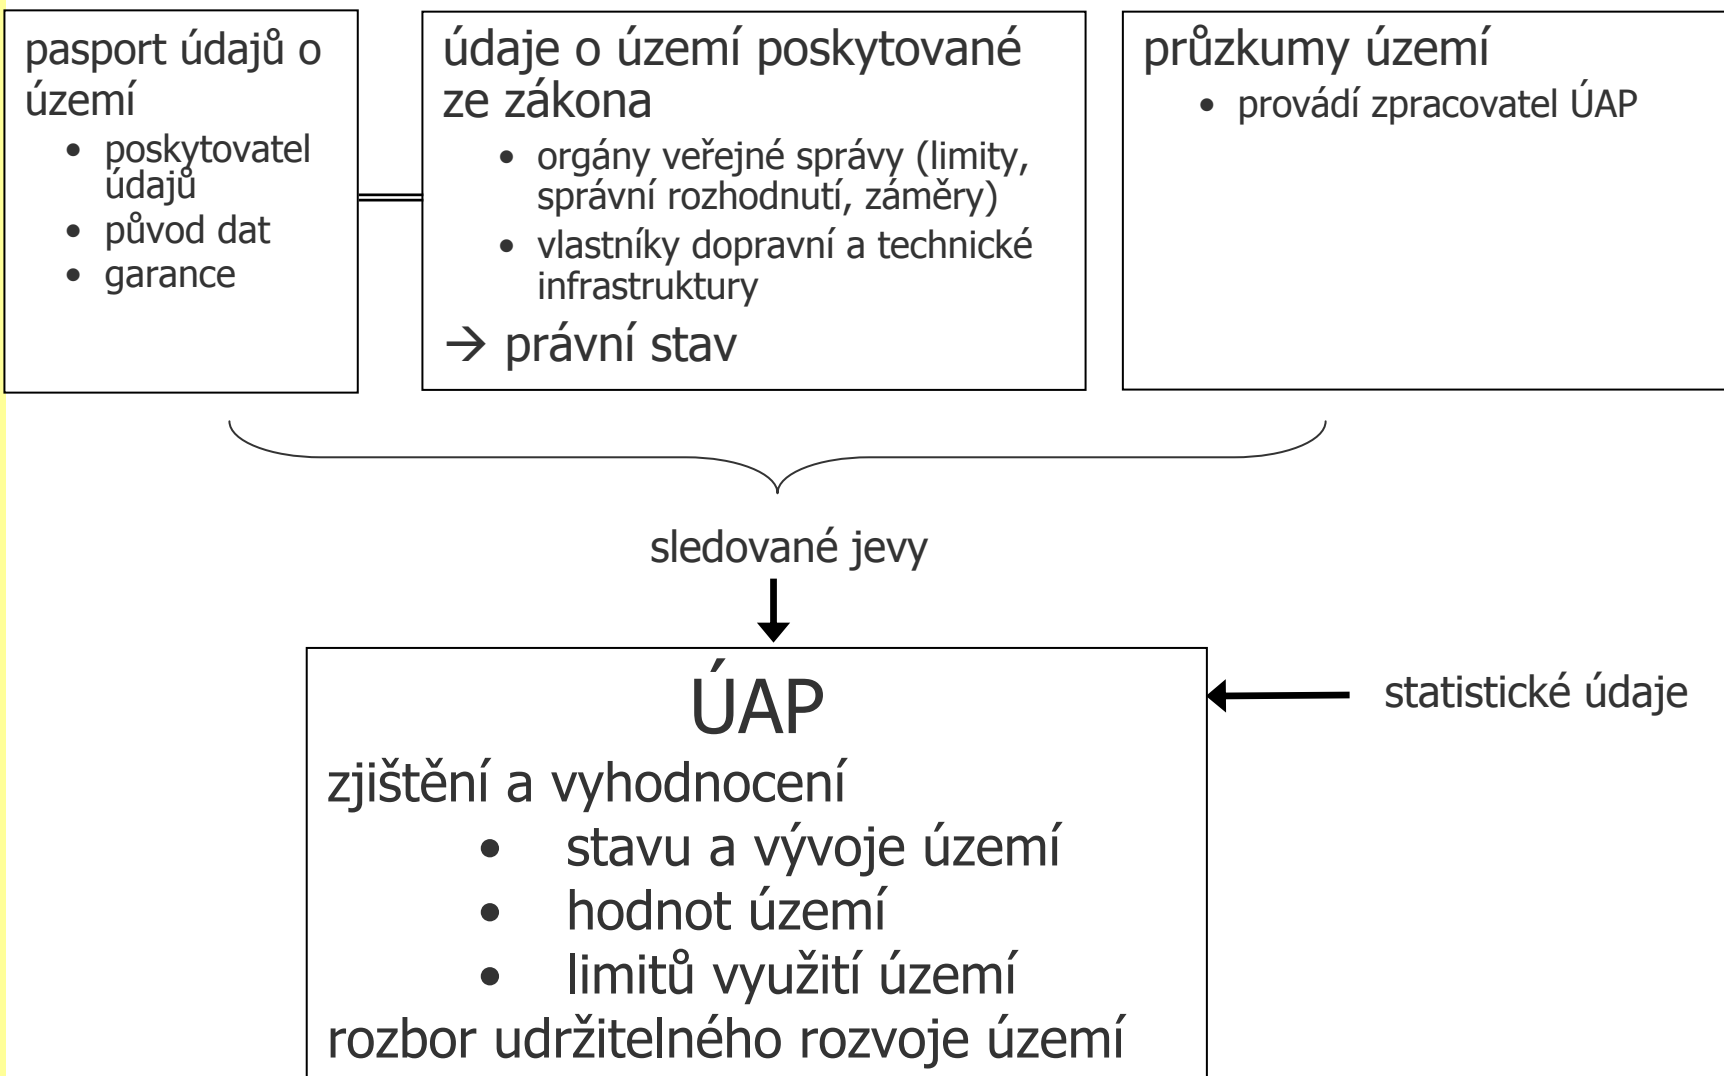 pasport údajů o
území
• poskytovatel
údajů
• původ dat
• garance
údaje o území poskytované
ze zákona
• orgány veřejné správy (limity,
správní rozhodnutí, záměry)
• vlastníky dopravní a technické
infrastruktury
→ právní stav
průzkumy území
• provádí zpracovatel ÚAP
sledované jevy
statistické údaje
ÚAP
zjištění a vyhodnocení
• stavu a vývoje území
• hodnot území
• limitů využití území
rozbor udržitelného rozvoje území